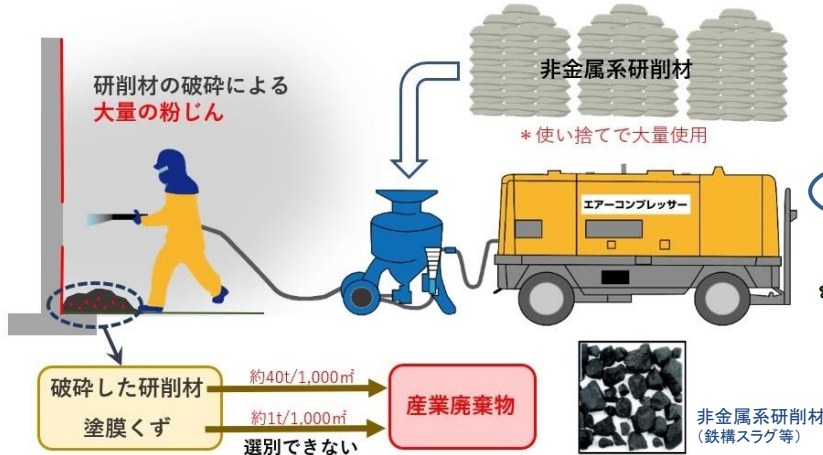 研削材の破砕による
大量の粉じん
非金属系研削材
＊使い捨てで大量使用
エアーコンプレッサー
破砕した研削材
塗膜くず
約40t/1,000㎡
約1t/1,000㎡
選別できない
産業廃棄物
非金属系研削材
（鉄構スラグ等）